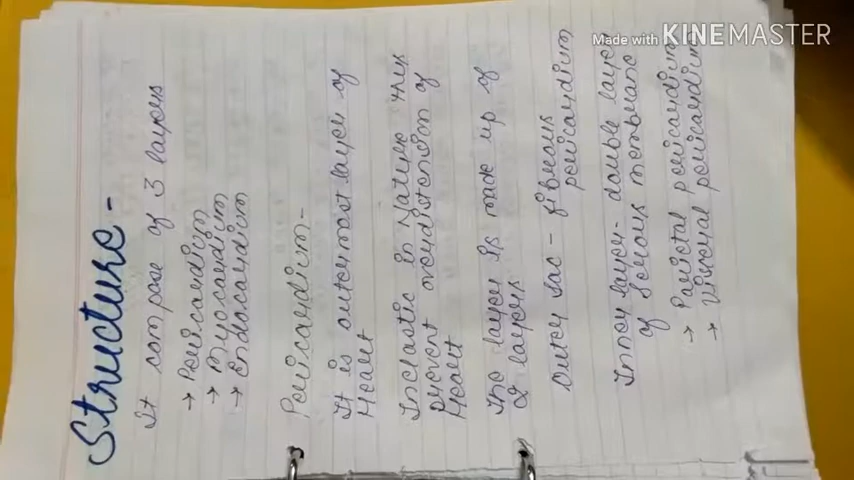 Made with KINEMASTER
Structure -
It compose of 3 layers
→ Pericardium
→ Myocardium
→ Endocardium
Pericardium -
It is outermost layer of
Heart
Inelastic in Nature thus
prevent overdistension of
Heart
The layer is made up of
2 layers
Outer sac - fibrous
pericardium
Inner layer - double layer
of serous membrane
→ Parietal pericardium
→ Visceral pericardium